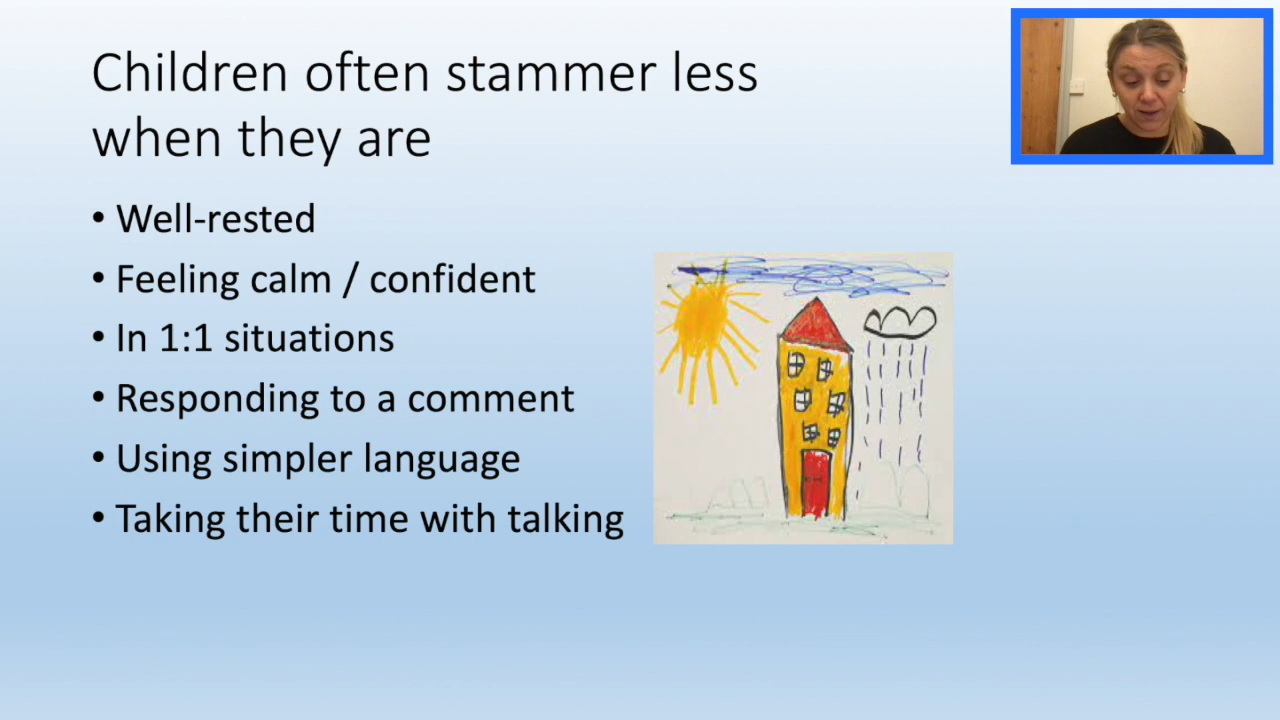 Children often stammer less
when they are
• Well-rested
• Feeling calm / confident
• In 1:1 situations
• Responding to a comment
• Using simpler language
• Taking their time with talking